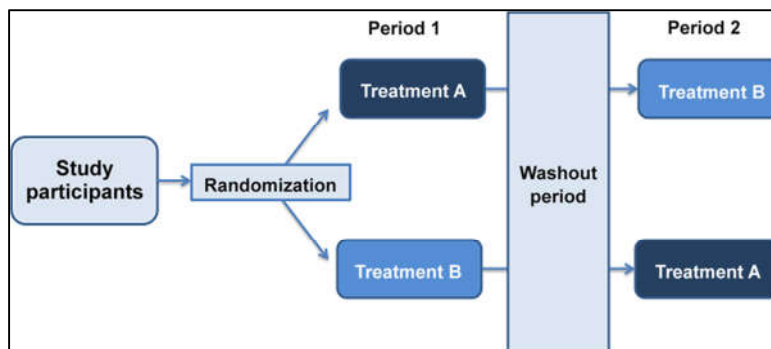 Period 1
Period 2
Treatment A
Treatment B
Study
participants
Randomization
Washout
period
Treatment B
Treatment A